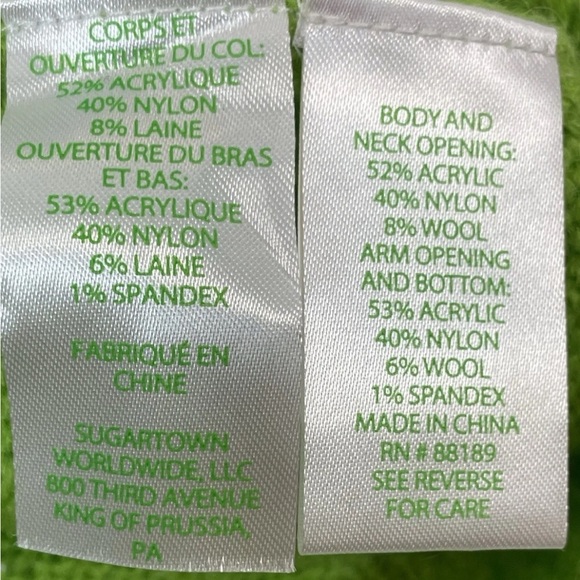 CORPS ET
OUVERTURE DU COL:
52% ACRYLIQUE
40% NYLON
8% LAINE
OUVERTURE DU BRAS
ET BAS:
53% ACRYLIQUE
40% NYLON
6% LAINE
1% SPANDEX
FABRIQUÉ EN
CHINE
SUGARTOWN
WORLDWIDE, LLC
800 THIRD AVENUE
KING OF PRUSSIA,
PA
BODY AND
NECK OPENING:
52% ACRYLIC
40% NYLON
8% WOOL
ARM OPENING
AND BOTTOM:
53% ACRYLIC
40% NYLON
6% WOOL
1% SPANDEX
MADE IN CHINA
RN # 88189
SEE REVERSE
FOR CARE